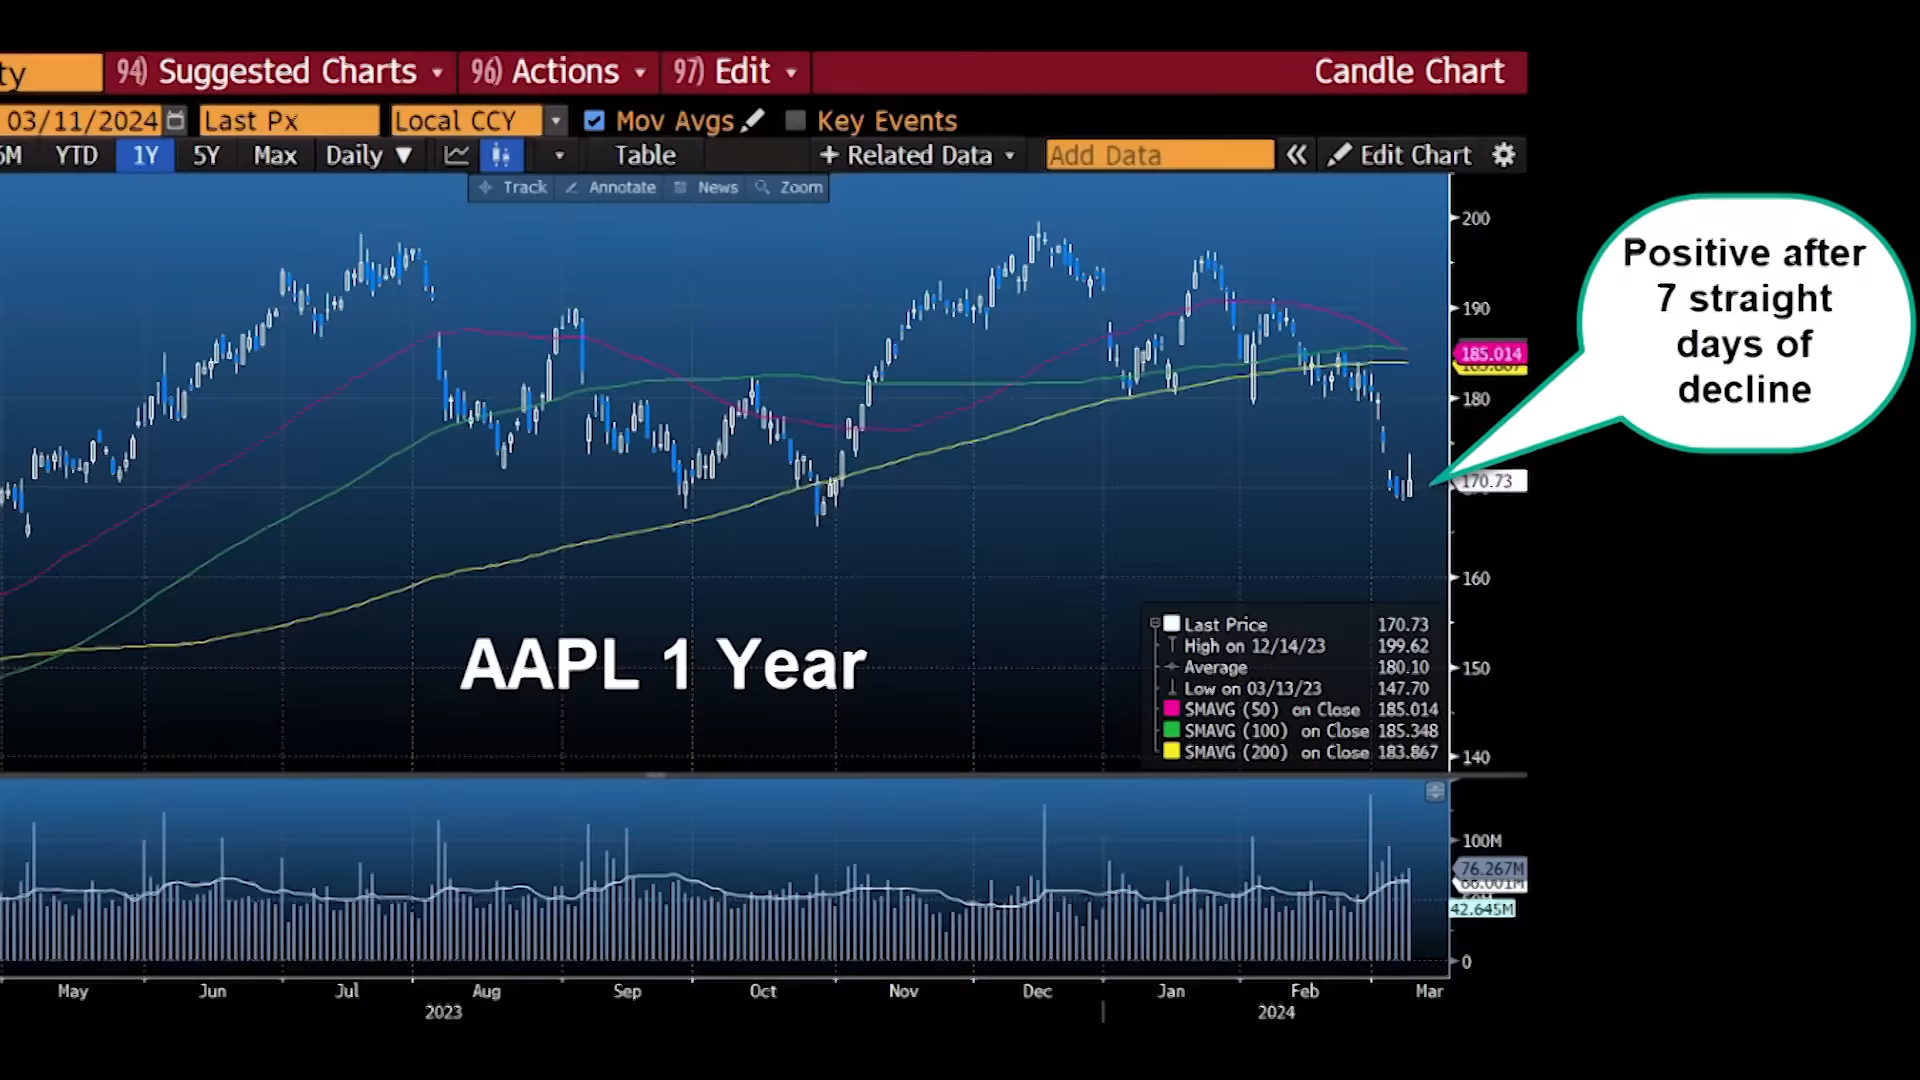 ty 94) Suggested Charts 96) Actions 97) Edit Candle Chart
03/11/2024 Last Px Local CCY Mov Avgs Key Events
6M YTD 1Y 5Y Max Daily Table + Related Data Add Data « Edit Chart
Track Annotate News Zoom
200
190
185.014
180
170.73
160
150
140
Positive after
7 straight
days of
decline
AAPL 1 Year
Last Price 170.73
High on 12/14/23 199.62
Average 180.10
Low on 03/13/23 147.70
SMAVG (50) on Close 185.014
SMAVG (100) on Close 185.348
SMAVG (200) on Close 183.867
100M
76.267M
66.001M
42.645M
0
May Jun Jul Aug Sep Oct Nov Dec Jan Feb Mar
2023 2024